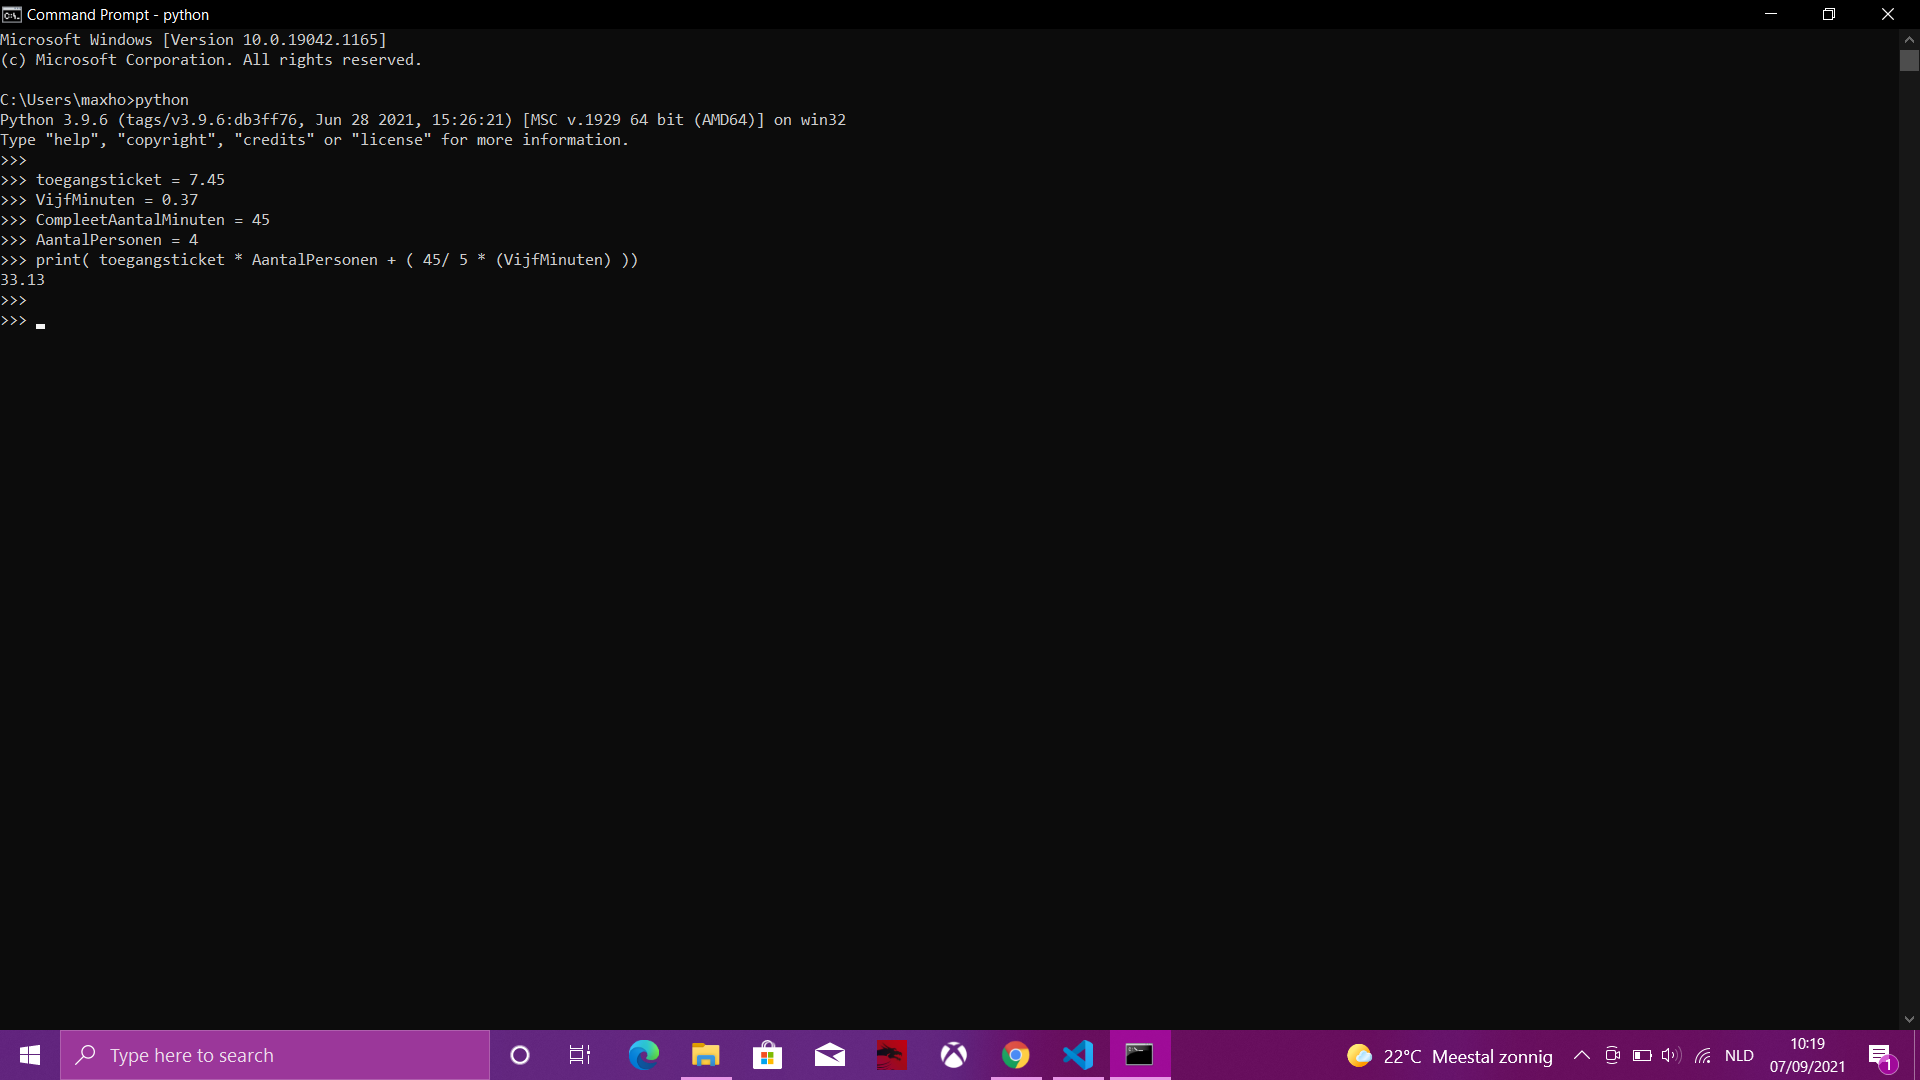 Command Prompt - python
Microsoft Windows [Version 10.0.19042.1165]
(c) Microsoft Corporation. All rights reserved.
C:\Users\maxho>python
Python 3.9.6 (tags/v3.9.6:db3ff76, Jun 28 2021, 15:26:21) [MSC v.1929 64 bit (AMD64)] on win32
Type "help", "copyright", "credits" or "license" for more information.
>>>
>>> toegangsticket = 7.45
>>> VijfMinuten = 0.37
>>> CompleetAantalMinuten = 45
>>> AantalPersonen = 4
>>> print( toegangsticket * AantalPersonen + ( 45/ 5 * (VijfMinuten) ))
33.13
>>>
>>>
Type here to search
22°C Meestal zonnig
NLD
10:19
07/09/2021
1